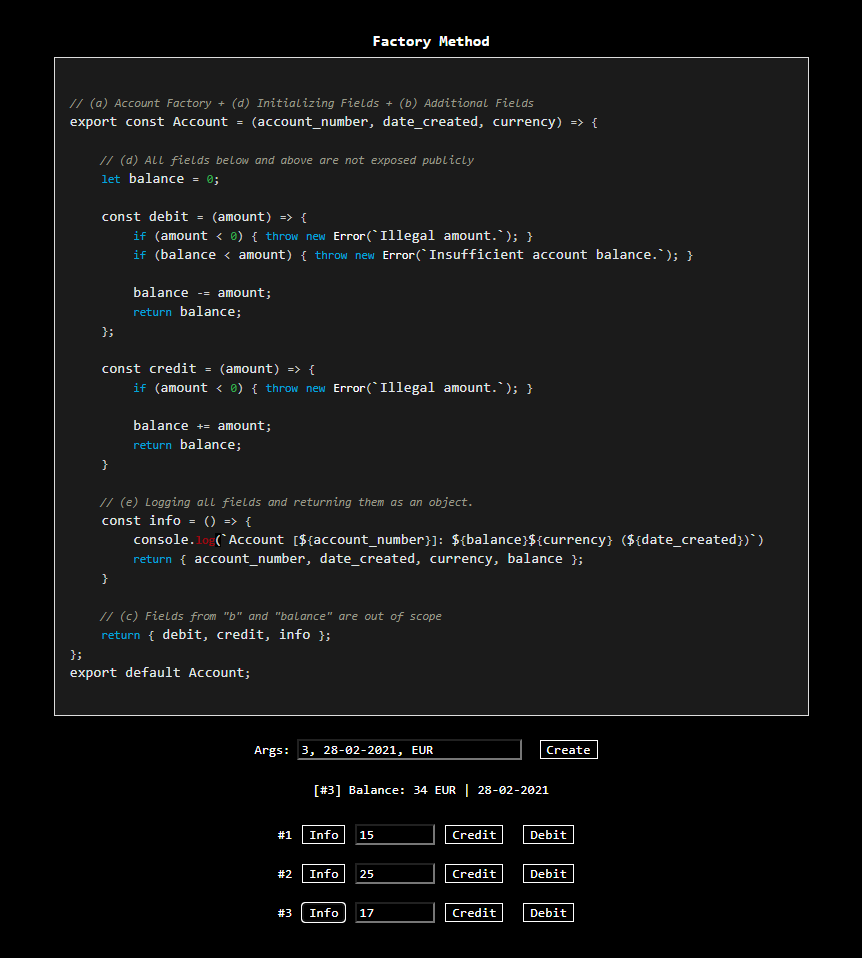 Factory Method
// (a) Account Factory + (d) Initializing Fields + (b) Additional Fields
export const Account = (account_number, date_created, currency) => {
// (d) All fields below and above are not exposed publicly
let balance = 0;
const debit = (amount) => {
if (amount < 0) { throw new Error(`Illegal amount.`); }
if (balance < amount) { throw new Error(`Insufficient account balance.`); }
balance -= amount;
return balance;
};
const credit = (amount) => {
if (amount < 0) { throw new Error(`Illegal amount.`); }
balance += amount;
return balance;
}
// (e) Logging all fields and returning them as an object.
const info = () => {
console.log(`Account [${account_number}]: ${balance}${currency} (${date_created})`)
return { account_number, date_created, currency, balance };
}
// (c) Fields from "b" and "balance" are out of scope
return { debit, credit, info };
};
export default Account;
Args: 3, 28-02-2021, EUR Create
[#3] Balance: 34 EUR | 28-02-2021
#1 Info 15 Credit Debit
#2 Info 25 Credit Debit
#3 Info 17 Credit Debit